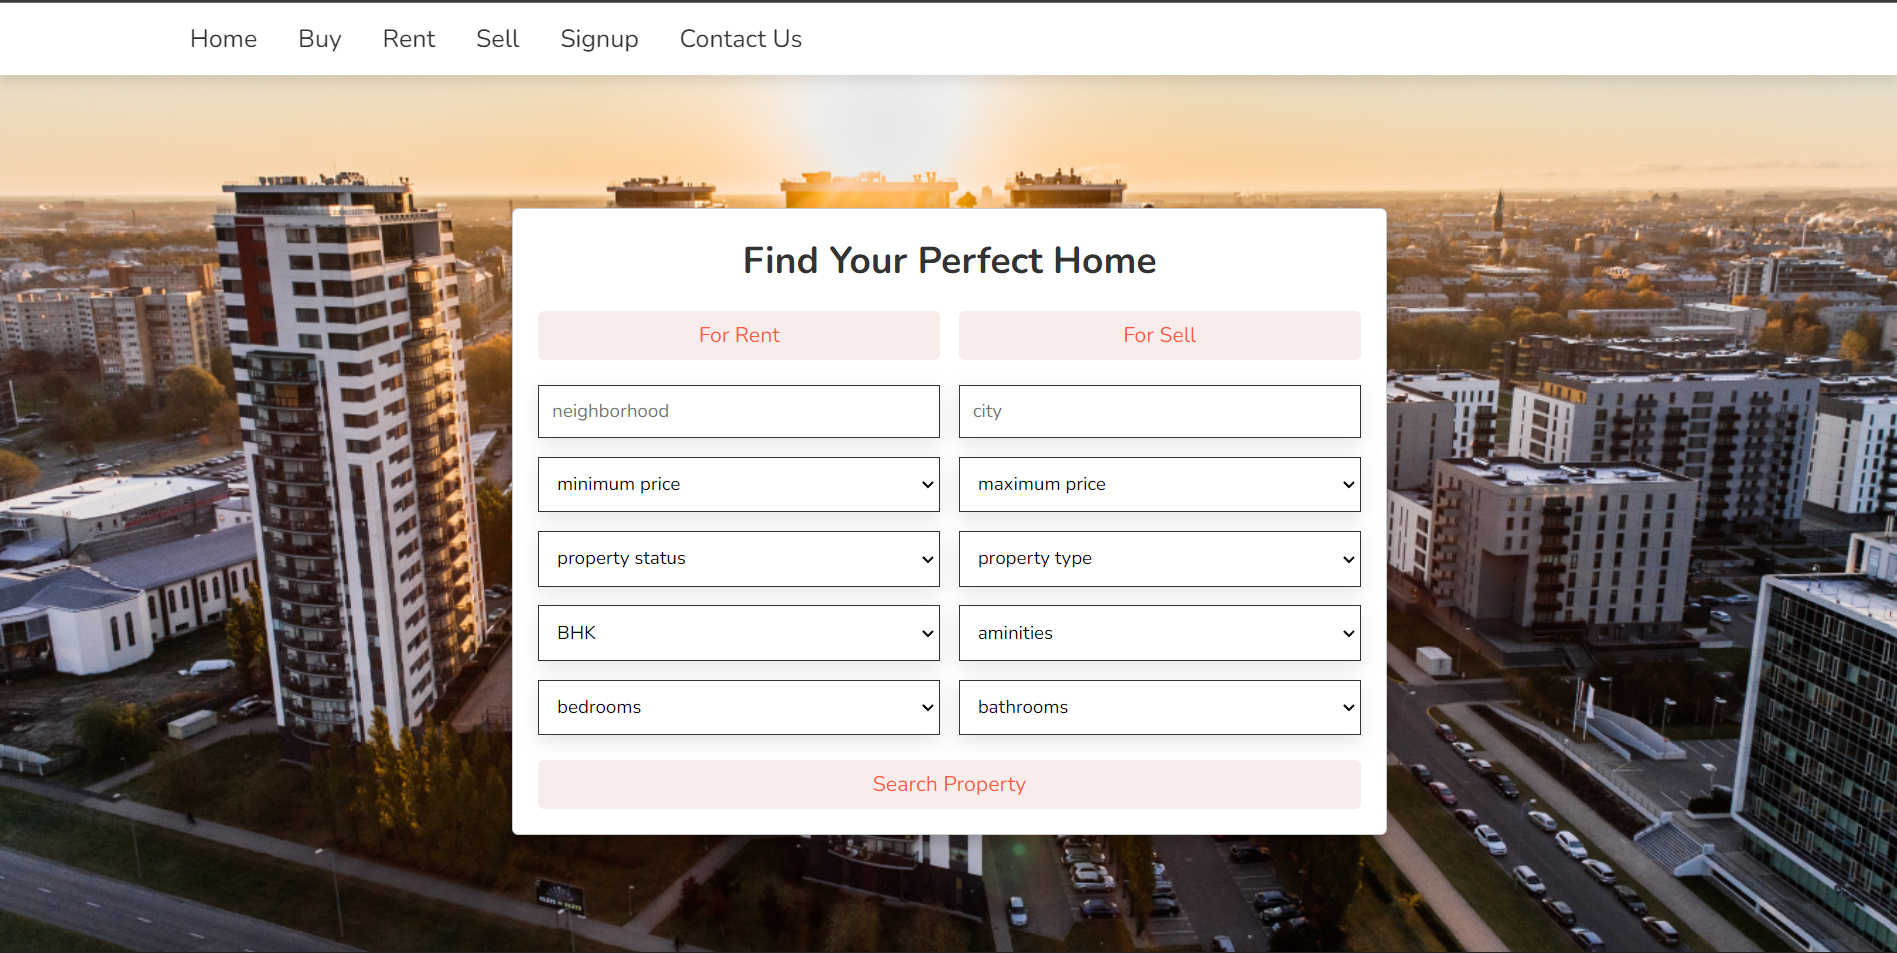 Home Buy Rent Sell Signup Contact Us
Find Your Perfect Home
For Rent For Sell
neighborhood city
minimum price maximum price
property status property type
BHK aminities
bedrooms bathrooms
Search Property